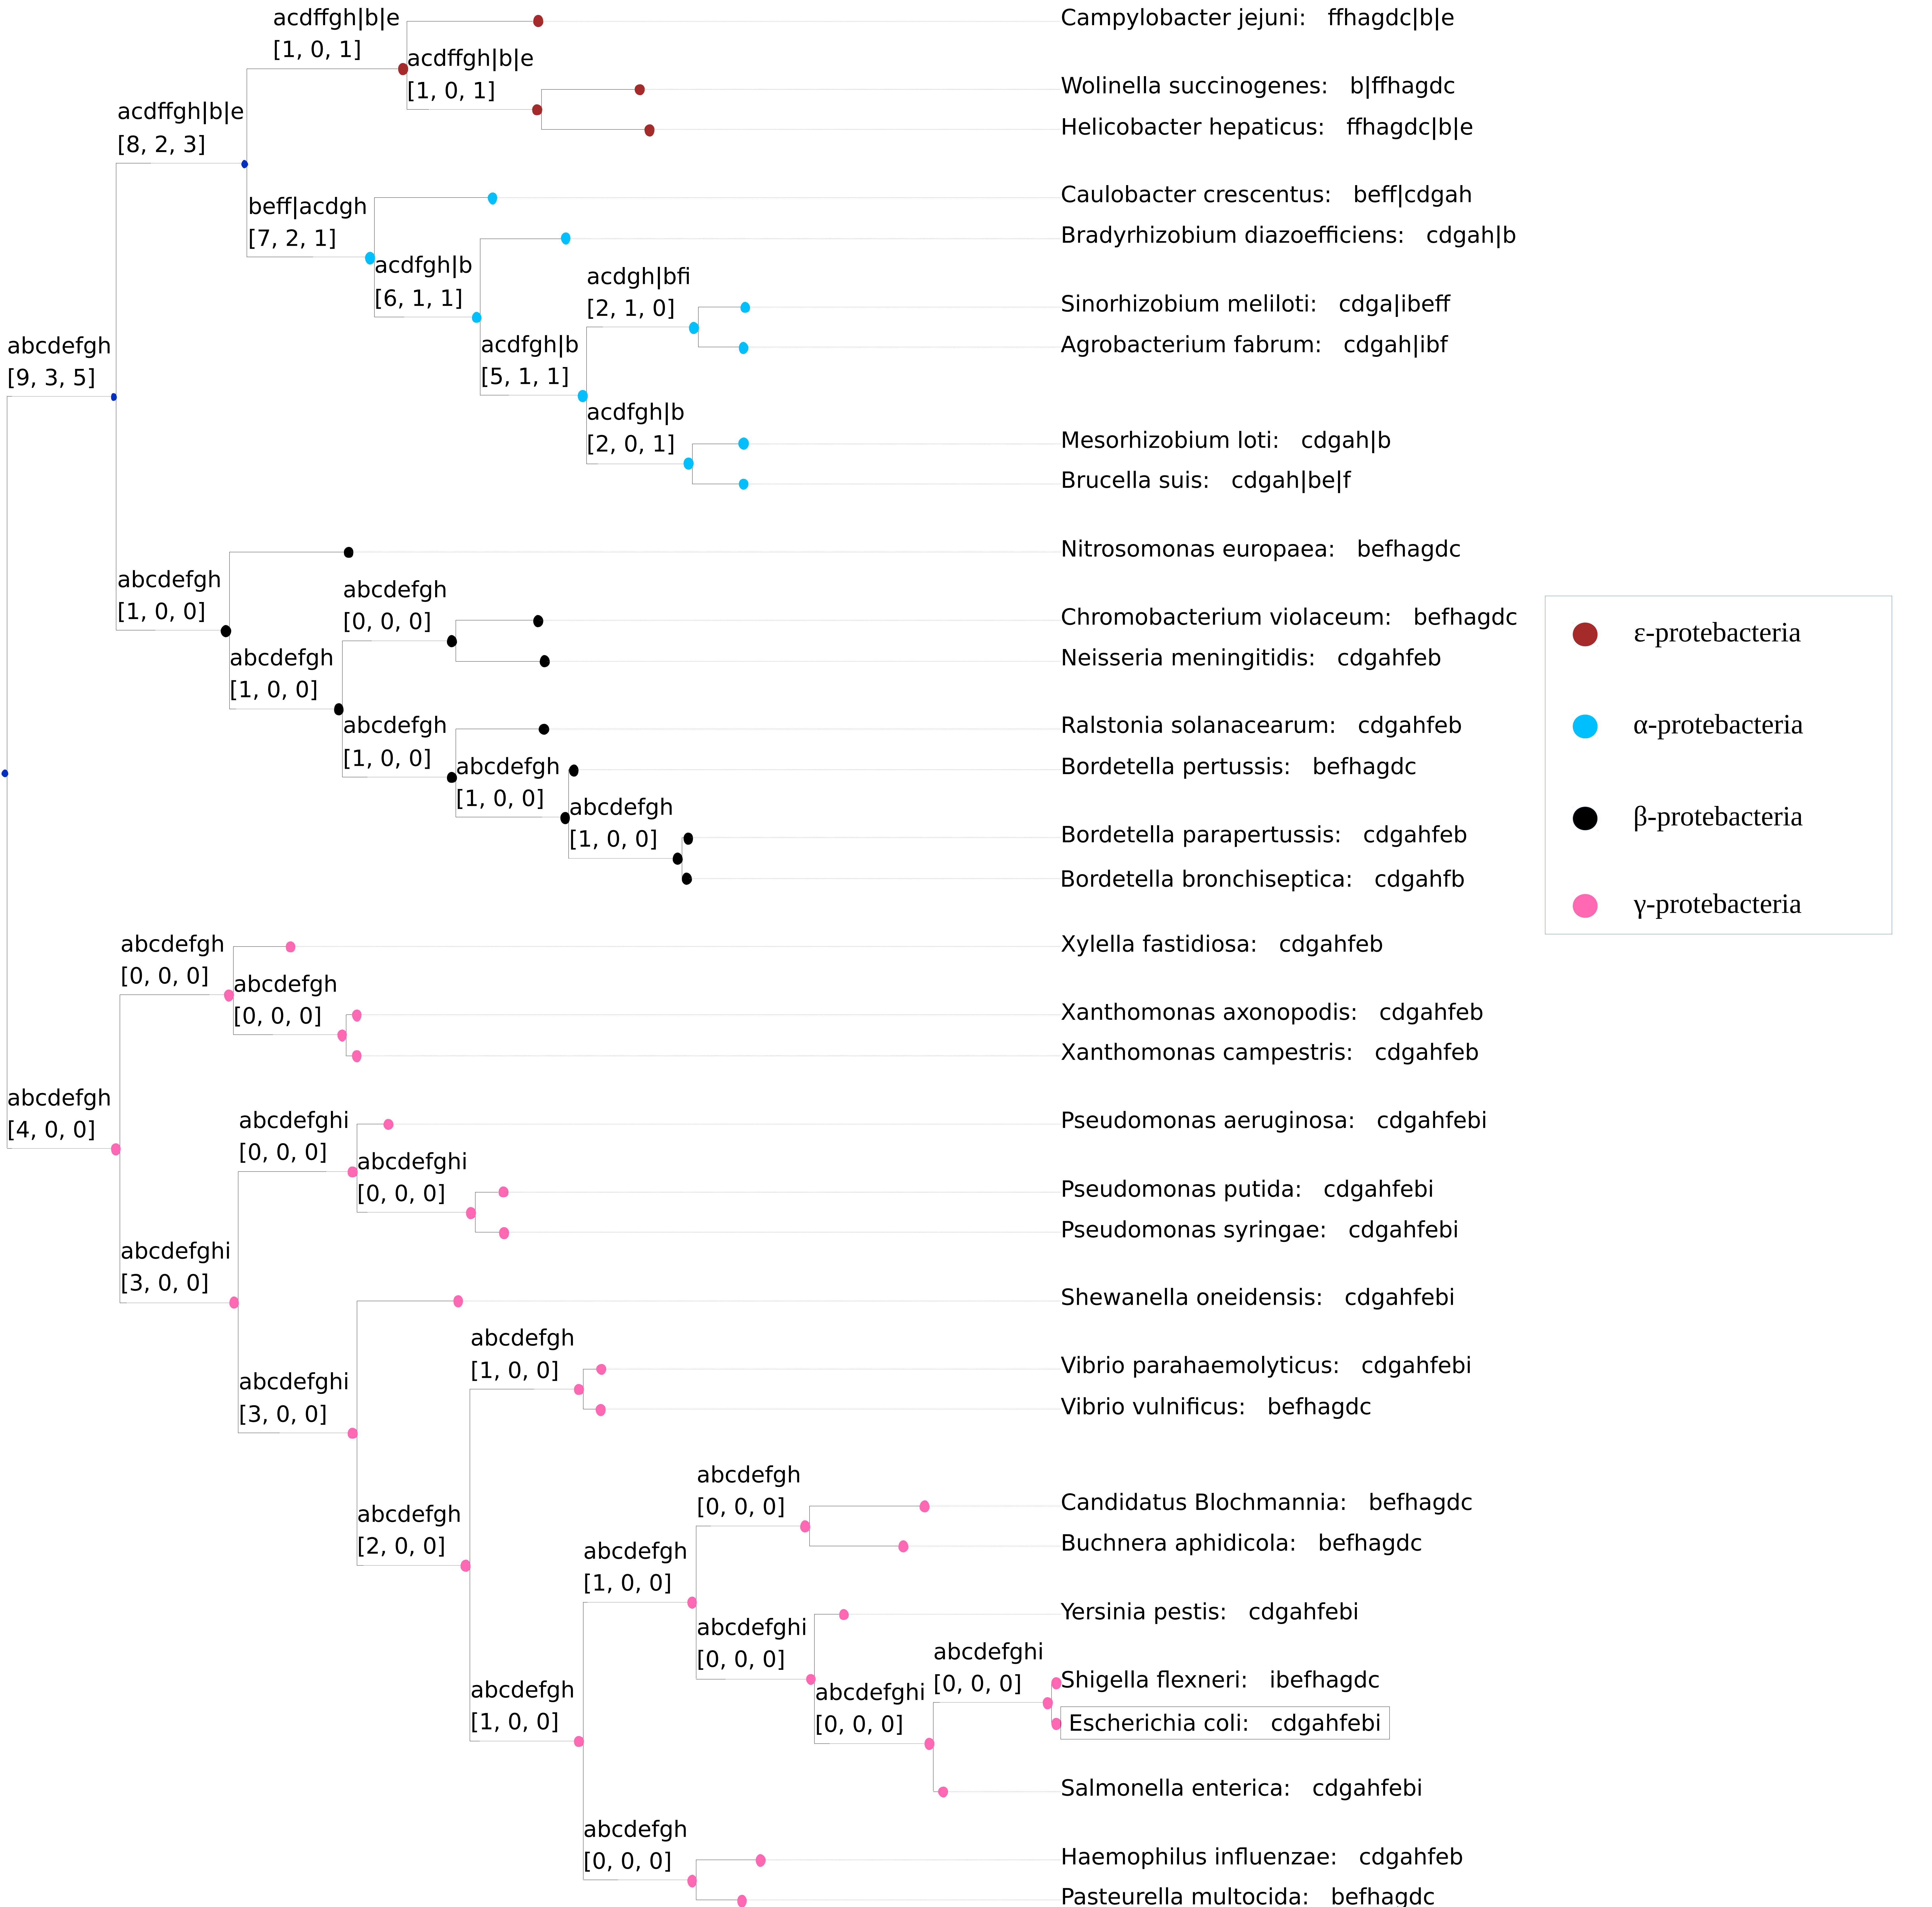 acdffgh|b|e
[1, 0, 1]
Campylobacter jejuni: ffhagdc|b|e
acdffgh|b|e
[1, 0, 1]
Wolinella succinogenes: b|ffhagdc
Helicobacter hepaticus: ffhagdc|b|e
acdffgh|b|e
[8, 2, 3]
beff|acdgh
[7, 2, 1]
Caulobacter crescentus: beff|cdgah
Bradyrhizobium diazoefficiens: cdgah|b
acdfgh|b
[6, 1, 1]
acdgh|bfi
[2, 1, 0]
Sinorhizobium meliloti: cdga|ibeff
Agrobacterium fabrum: cdgah|ibf
abcdefgh
[9, 3, 5]
acdfgh|b
[5, 1, 1]
acdfgh|b
[2, 0, 1]
Mesorhizobium loti: cdgah|b
Brucella suis: cdgah|be|f
Nitrosomonas europaea: befhagdc
abcdefgh
[1, 0, 0]
abcdefgh
[0, 0, 0]
Chromobacterium violaceum: befhagdc
Neisseria meningitidis: cdgahfeb
abcdefgh
[1, 0, 0]
abcdefgh
[1, 0, 0]
Ralstonia solanacearum: cdgahfeb
abcdefgh
[1, 0, 0]
Bordetella pertussis: befhagdc
abcdefgh
[1, 0, 0]
Bordetella parapertussis: cdgahfeb
Bordetella bronchiseptica: cdgahfb
ε-protebacteria
α-protebacteria
β-protebacteria
γ-protebacteria
abcdefgh
[0, 0, 0]
Xylella fastidiosa: cdgahfeb
abcdefgh
[0, 0, 0]
Xanthomonas axonopodis: cdgahfeb
Xanthomonas campestris: cdgahfeb
abcdefgh
[4, 0, 0]
abcdefghi
[0, 0, 0]
Pseudomonas aeruginosa: cdgahfebi
abcdefghi
[0, 0, 0]
Pseudomonas putida: cdgahfebi
Pseudomonas syringae: cdgahfebi
abcdefghi
[3, 0, 0]
Shewanella oneidensis: cdgahfebi
abcdefgh
[1, 0, 0]
Vibrio parahaemolyticus: cdgahfebi
Vibrio vulnificus: befhagdc
abcdefghi
[3, 0, 0]
abcdefgh
[0, 0, 0]
Candidatus Blochmannia: befhagdc
Buchnera aphidicola: befhagdc
abcdefgh
[2, 0, 0]
abcdefgh
[1, 0, 0]
abcdefghi
[0, 0, 0]
Yersinia pestis: cdgahfebi
abcdefghi
[0, 0, 0]
Shigella flexneri: ibefhagdc
abcdefghi
[0, 0, 0]
Escherichia coli: cdgahfebi
abcdefgh
[1, 0, 0]
Salmonella enterica: cdgahfebi
abcdefgh
[0, 0, 0]
Haemophilus influenzae: cdgahfeb
Pasteurella multocida: befhagdc